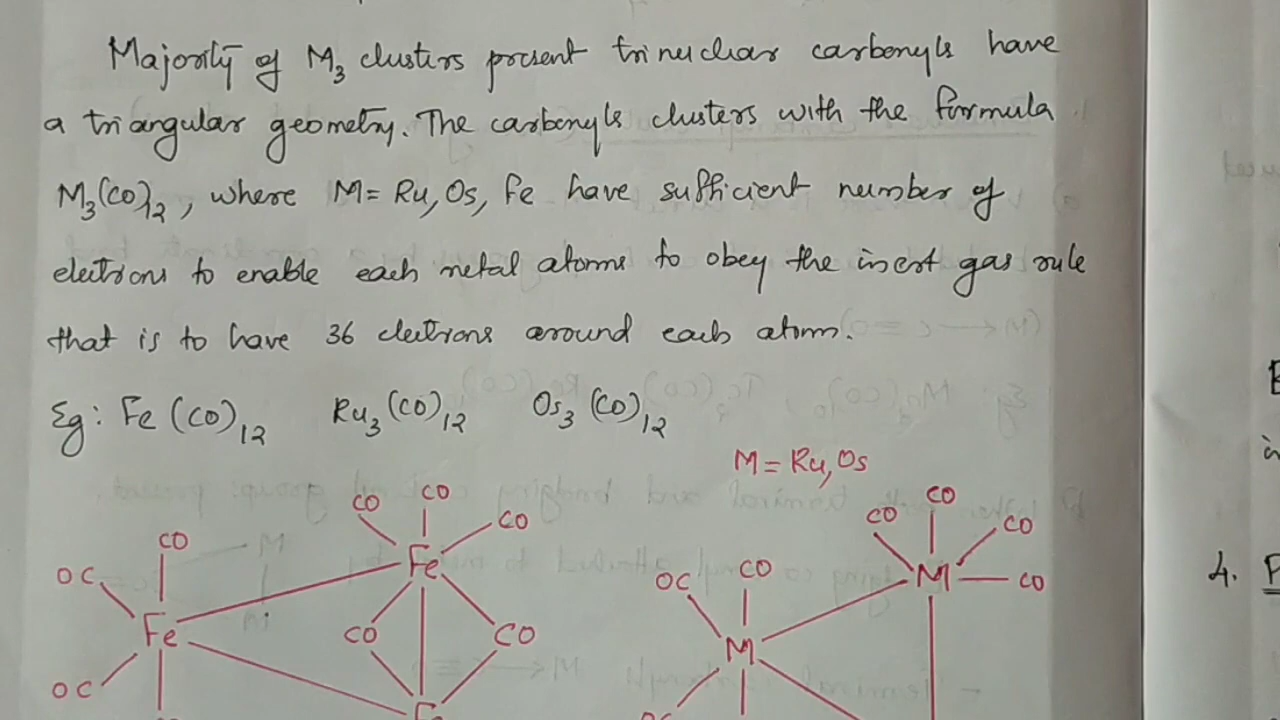 Majority of M₃ clusters present trinuclear carbonyls have
a triangular geometry. The carbonyls clusters with the formula
M₃(CO)₁₂, where M= Ru, Os, Fe have sufficient number of
electrons to enable each metal atoms to obey the inert gas rule
that is to have 36 electrons around each atom.
Eg: Fe (CO)₁₂ Ru₃(CO)₁₂ Os₃(CO)₁₂
M= Ru, Os
CO CO CO
CO CO CO
CO
OC
Fe
OC CO
M CO
Fe
CO CO
M
OC
Fe
4.